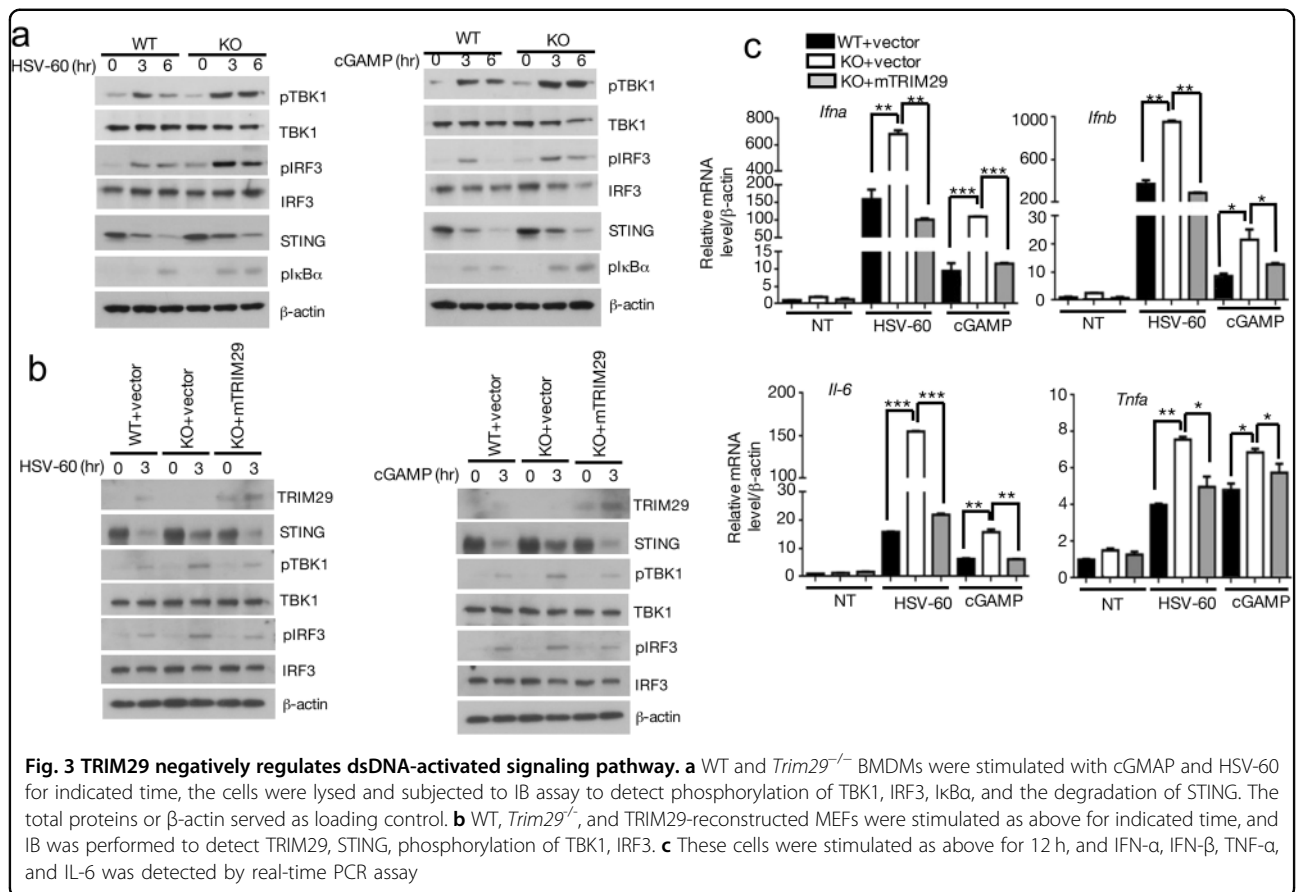 a
WT KO
HSV-60 (hr) 0 3 6 0 3 6
pTBK1
TBK1
pIRF3
IRF3
STING
pIκBα
β-actin
WT KO
cGAMP (hr) 0 3 6 0 3 6
pTBK1
TBK1
pIRF3
IRF3
STING
pIκBα
β-actin
b
WT+vector KO+vector KO+mTRIM29
HSV-60 (hr) 0 3 0 3 0 3
TRIM29
STING
pTBK1
TBK1
pIRF3
IRF3
β-actin
WT+vector KO+vector KO+mTRIM29
cGAMP (hr) 0 3 0 3 0 3
TRIM29
STING
pTBK1
TBK1
pIRF3
IRF3
β-actin
c
WT+vector
KO+vector
KO+mTRIM29
Relative mRNA
level/β-actin
Ifna
800
600
400
200
150
100
50
15
10
5
0
** **
*** ***
NT HSV-60 cGAMP
Ifnb
1000
600
200
30
20
10
0
** **
* *
NT HSV-60 cGAMP
Relative mRNA
level/β-actin
Il-6
200
150
100
30
20
10
0
*** ***
** **
NT HSV-60 cGAMP
Tnfa
10
8
6
4
2
0
** *
* *
NT HSV-60 cGAMP
Fig. 3 TRIM29 negatively regulates dsDNA-activated signaling pathway. a WT and Trim29−/− BMDMs were stimulated with cGMAP and HSV-60
for indicated time, the cells were lysed and subjected to IB assay to detect phosphorylation of TBK1, IRF3, IκBα, and the degradation of STING. The
total proteins or β-actin served as loading control. b WT, Trim29-/-, and TRIM29-reconstructed MEFs were stimulated as above for indicated time, and
IB was performed to detect TRIM29, STING, phosphorylation of TBK1, IRF3. c These cells were stimulated as above for 12 h, and IFN-α, IFN-β, TNF-α,
and IL-6 was detected by real-time PCR assay